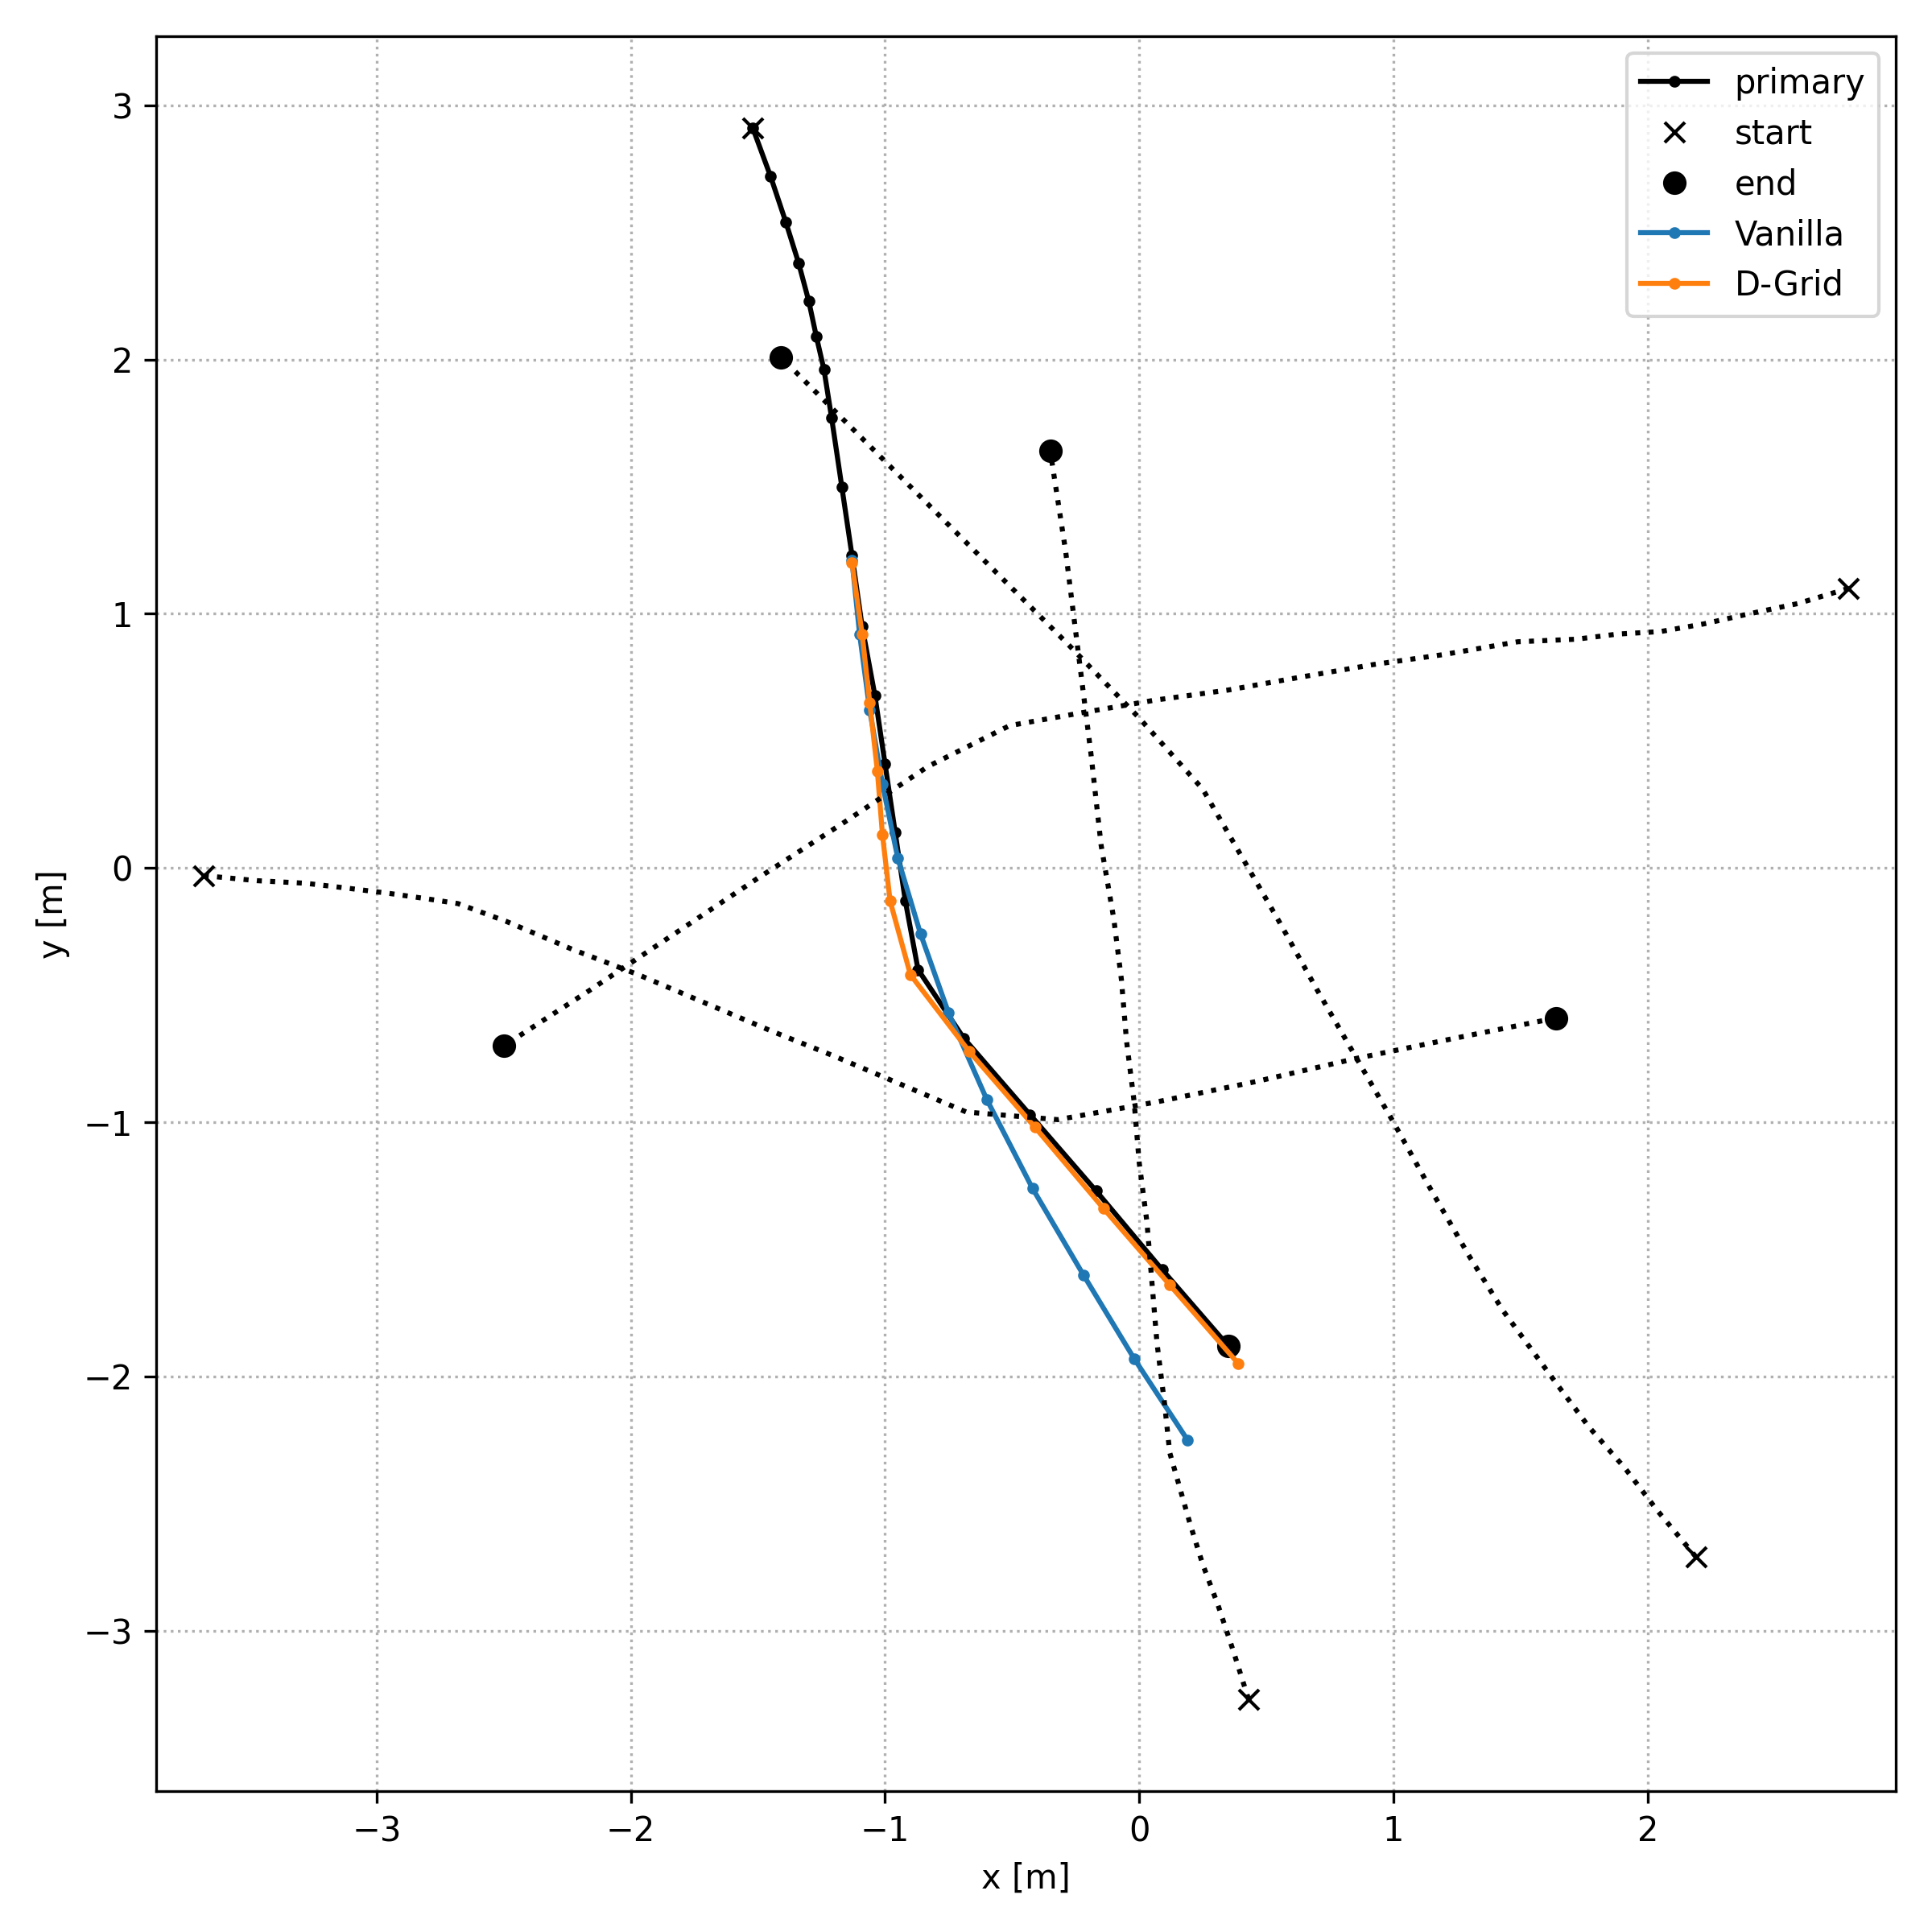 primary
start
end
Vanilla
D-Grid
3
2
1
0
−1
−2
−3
y [m]
−3 −2 −1 0 1 2
x [m]